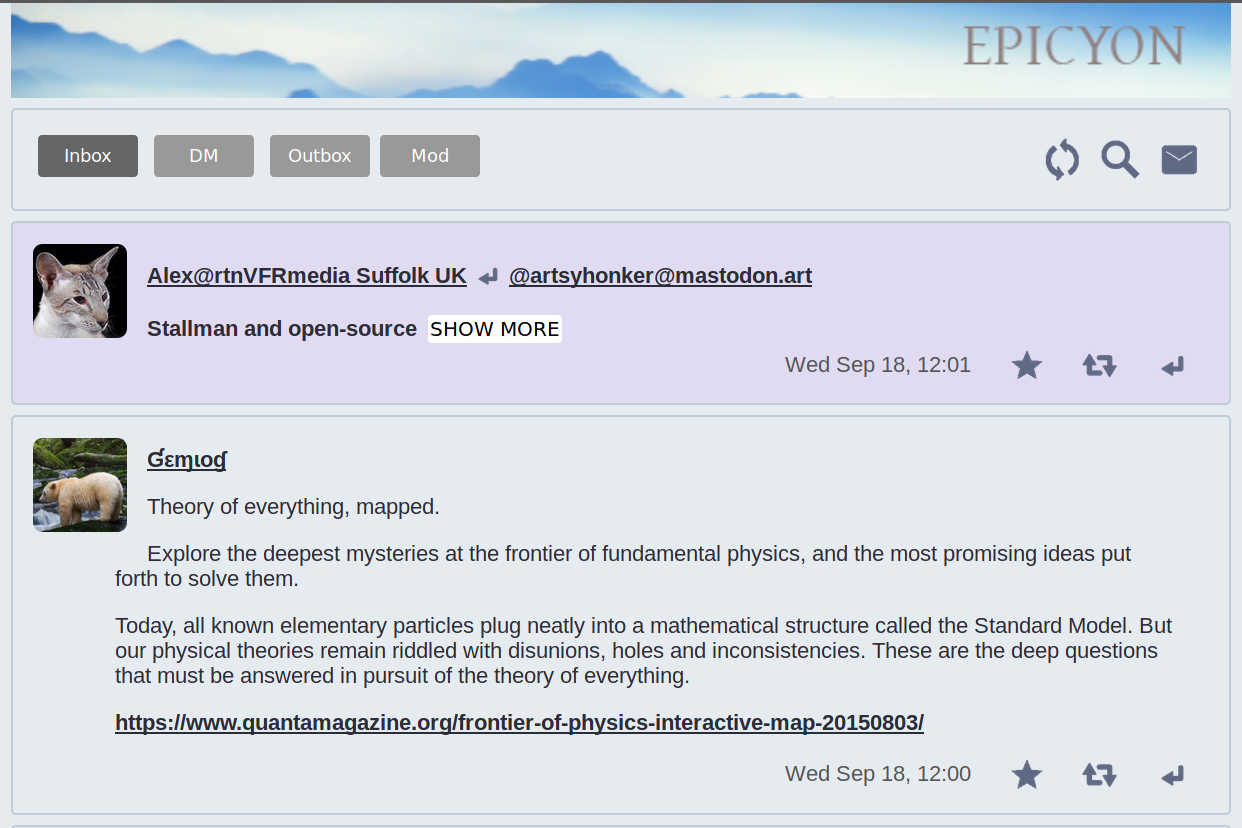 EPICYON
Inbox DM Outbox Mod
Alex@rtnVFRmedia Suffolk UK @artsyhonker@mastodon.art
Stallman and open-source SHOW MORE
Wed Sep 18, 12:01
Ɠɛɱισɠ
Theory of everything, mapped.
Explore the deepest mysteries at the frontier of fundamental physics, and the most promising ideas put
forth to solve them.
Today, all known elementary particles plug neatly into a mathematical structure called the Standard Model. But
our physical theories remain riddled with disunions, holes and inconsistencies. These are the deep questions
that must be answered in pursuit of the theory of everything.
https://www.quantamagazine.org/frontier-of-physics-interactive-map-20150803/
Wed Sep 18, 12:00